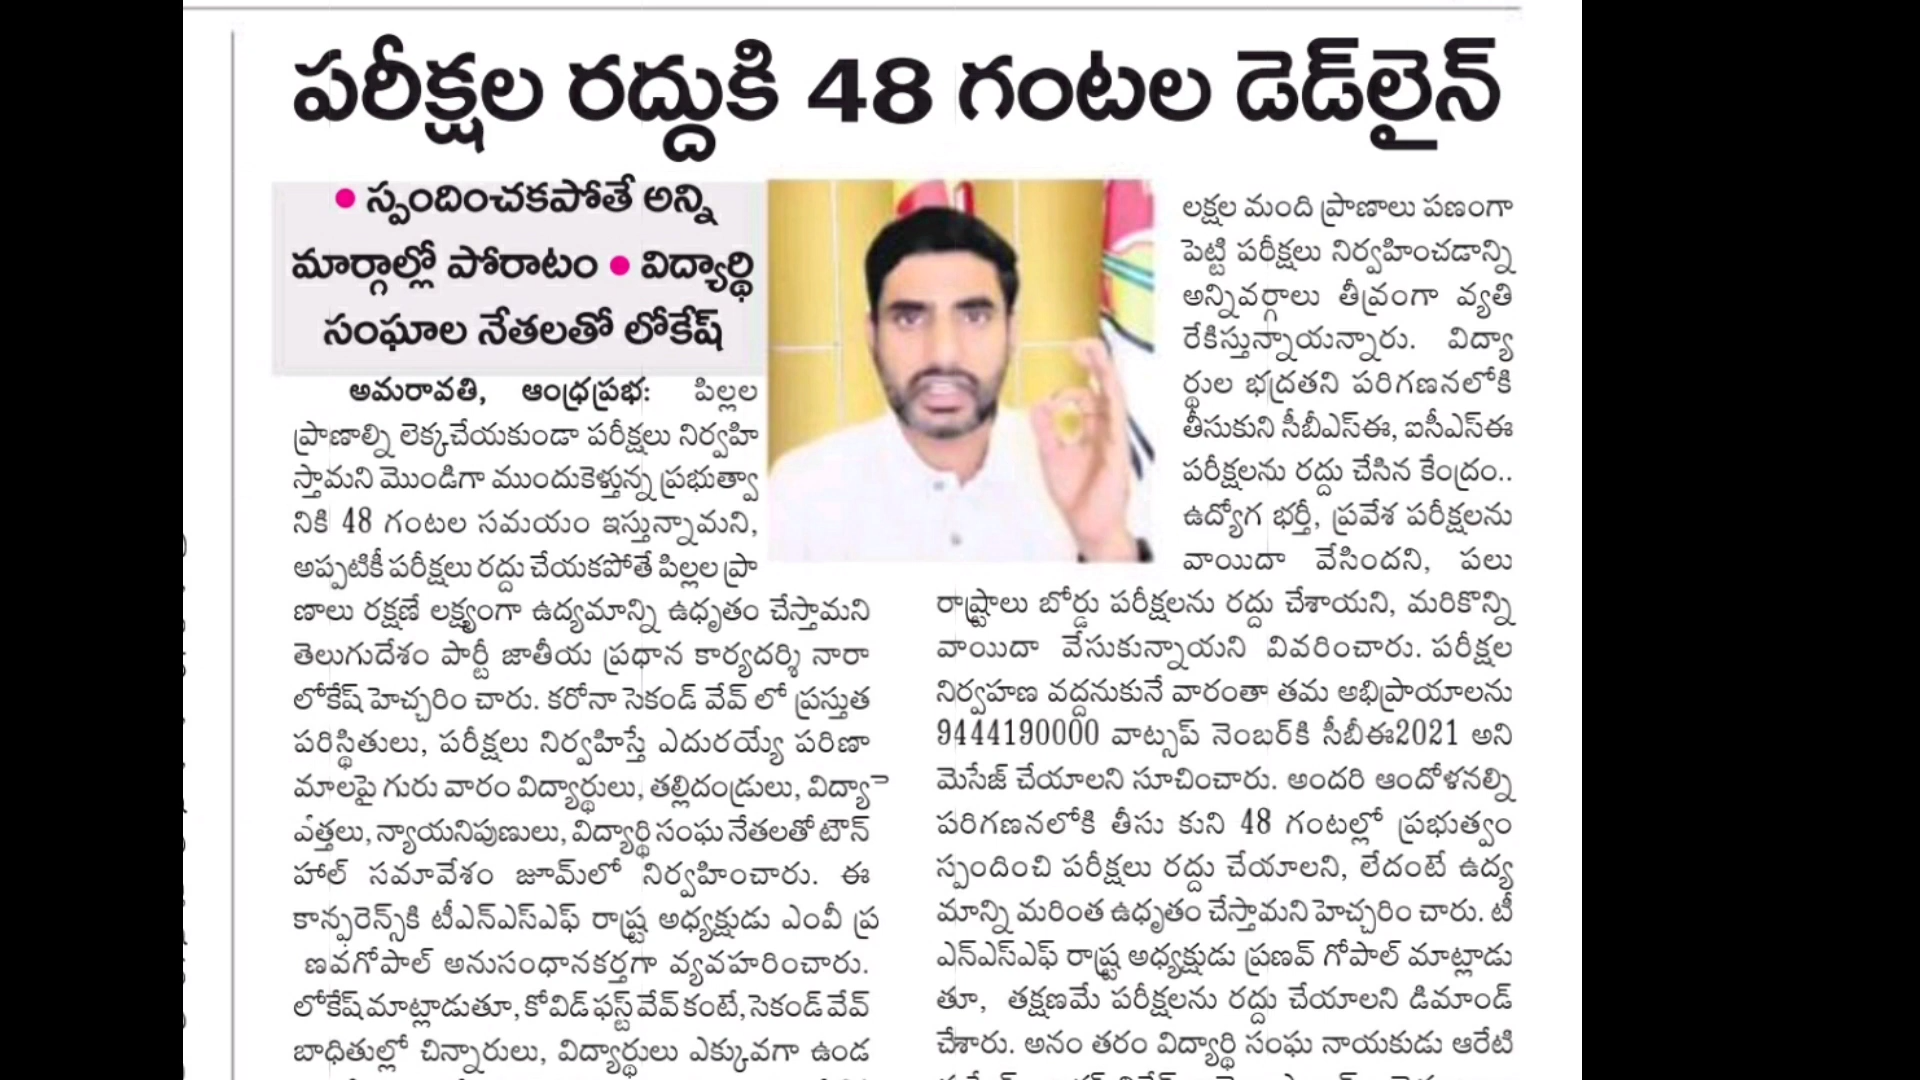 పరీక్షల రద్దుకి 48 గంటల డెడ్‌లైన్
• స్పందించకపోతే అన్ని
మార్గాల్లో పోరాటం • విద్యార్థి
సంఘాల నేతలతో లోకేష్
అమరావతి, ఆంధ్రప్రభ: పిల్లల
ప్రాణాల్ని లెక్కచేయకుండా పరీక్షలు నిర్వహి
స్తామని మొండిగా ముందుకెళ్తున్న ప్రభుత్వా
నికి 48 గంటల సమయం ఇస్తున్నామని,
అప్పటికీ పరీక్షలు రద్దు చేయకపోతే పిల్లల ప్రా
ణాలు రక్షణే లక్ష్యంగా ఉద్యమాన్ని ఉధృతం చేస్తామని
తెలుగుదేశం పార్టీ జాతీయ ప్రధాన కార్యదర్శి నారా
లోకేష్ హెచ్చరిం చారు. కరోనా సెకండ్ వేవ్ లో ప్రస్తుత
పరిస్థితులు, పరీక్షలు నిర్వహిస్తే ఎదురయ్యే పరిణా
మాలపై గురు వారం విద్యార్థులు, తల్లిదండ్రులు, విద్యా
వేత్తలు, న్యాయనిపుణులు, విద్యార్థి సంఘ నేతలతో టౌన్
హాల్ సమావేశం జూమ్‌లో నిర్వహించారు. ఈ
కాన్ఫరెన్స్‌కి టీఎన్ఎస్ఎఫ్ రాష్ట్ర అధ్యక్షుడు ఎంవీ ప్ర
ణవగోపాల్ అనుసంధానకర్తగా వ్యవహరించారు.
లోకేష్ మాట్లాడుతూ, కోవిడ్ ఫస్ట్ వేవ్ కంటే, సెకండ్ వేవ్
బాధితుల్లో చిన్నారులు, విద్యార్థులు ఎక్కువగా ఉండ
లక్షల మంది ప్రాణాలు పణంగా
పెట్టి పరీక్షలు నిర్వహించడాన్ని
అన్నివర్గాలు తీవ్రంగా వ్యతి
రేకిస్తున్నాయన్నారు. విద్యా
ర్థుల భద్రతని పరిగణనలోకి
తీసుకుని సీబీఎస్ఈ, ఐసీఎస్ఈ
పరీక్షలను రద్దు చేసిన కేంద్రం..
ఉద్యోగ భర్తీ, ప్రవేశ పరీక్షలను
వాయిదా వేసిందని, పలు
రాష్ట్రాలు బోర్డు పరీక్షలను రద్దు చేశాయని, మరికొన్ని
వాయిదా వేసుకున్నాయని వివరించారు. పరీక్షల
నిర్వహణ వద్దనుకునే వారంతా తమ అభిప్రాయాలను
9444190000 వాట్సప్ నెంబర్‌కి సీబీఈ2021 అని
మెసేజ్ చేయాలని సూచించారు. అందరి ఆందోళనల్ని
పరిగణనలోకి తీసు కుని 48 గంటల్లో ప్రభుత్వం
స్పందించి పరీక్షలు రద్దు చేయాలని, లేదంటే ఉద్య
మాన్ని మరింత ఉధృతం చేస్తామని హెచ్చరిం చారు. టీ
ఎన్ఎస్ఎఫ్ రాష్ట్ర అధ్యక్షుడు ప్రణవ్ గోపాల్ మాట్లాడు
తూ, తక్షణమే పరీక్షలను రద్దు చేయాలని డిమాండ్
చేశారు. అనం తరం విద్యార్థి సంఘ నాయకుడు ఆరేటి